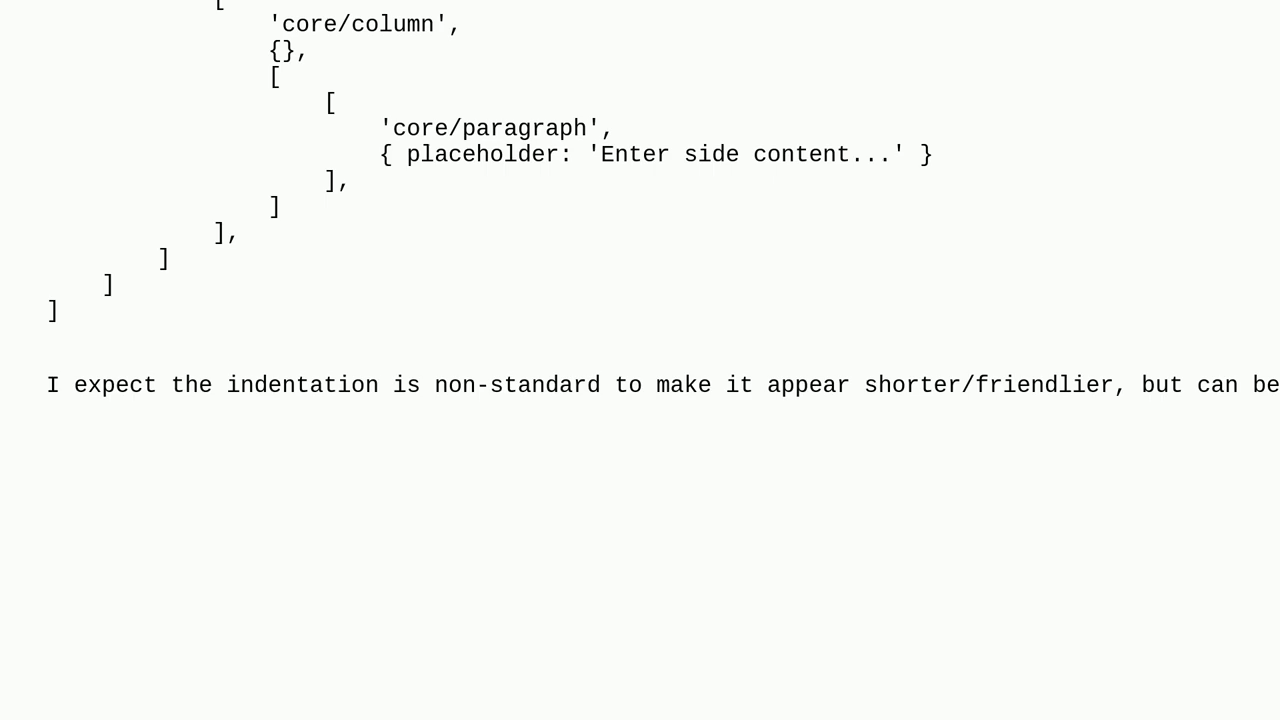 [
'core/column',
{},
[
[
'core/paragraph',
{ placeholder: 'Enter side content...' }
],
]
],
]
]
]
I expect the indentation is non-standard to make it appear shorter/friendlier, but can be